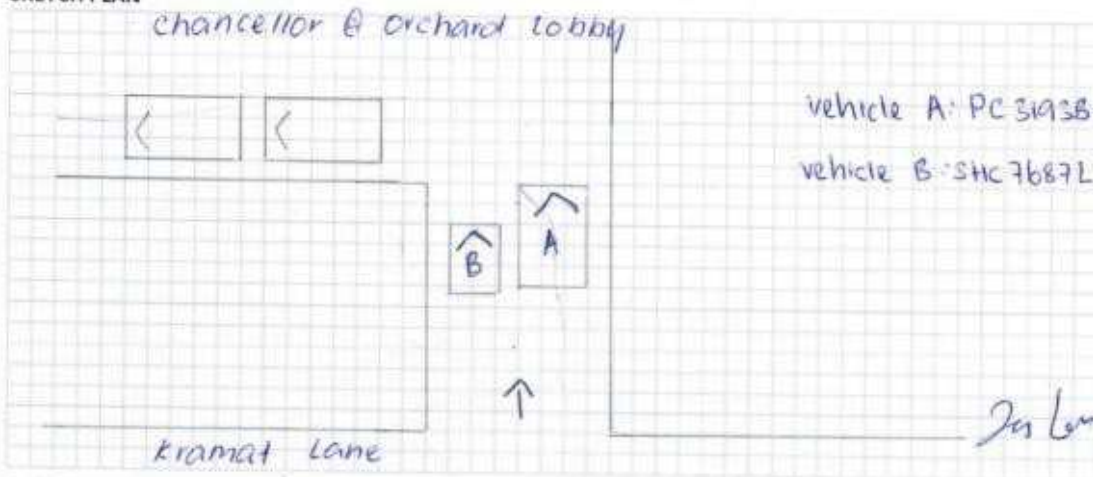 chancellor @ orchard lobby
vehicle A: PC 3193B
vehicle B: SHC 7687L
B
A
Kramat Lane